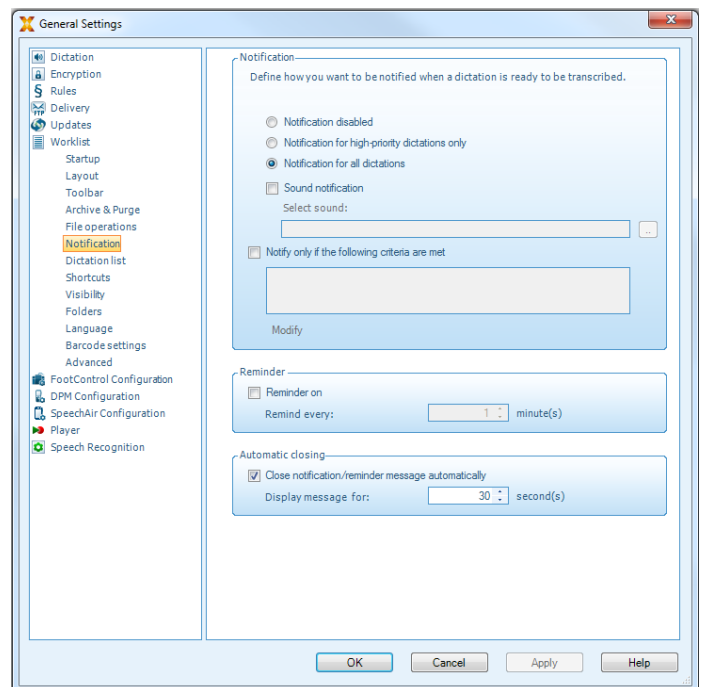 General Settings
Dictation
Encryption
Rules
Delivery
Updates
Worklist
Startup
Layout
Toolbar
Archive & Purge
File operations
Notification
Dictation list
Shortcuts
Visibility
Folders
Language
Barcode settings
Advanced
FootControl Configuration
DPM Configuration
SpeechAir Configuration
Player
Speech Recognition
Notification
Define how you want to be notified when a dictation is ready to be transcribed.
Notification disabled
Notification for high-priority dictations only
Notification for all dictations
Sound notification
Select sound:
..
Notify only if the following criteria are met
Modify
Reminder
Reminder on
Remind every: 1 minute(s)
Automatic closing
Close notification/reminder message automatically
Display message for: 30 second(s)
OK Cancel Apply Help